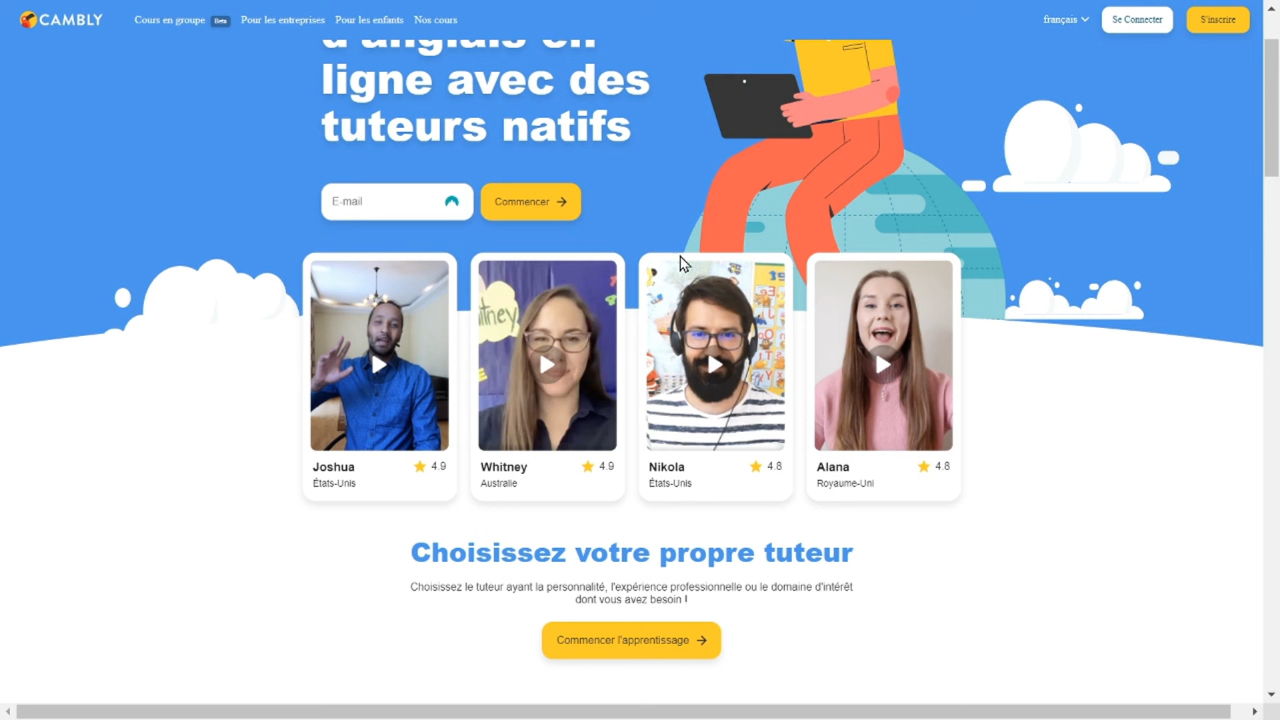 CAMBLY
Cours en groupe Beta Pour les entreprises Pour les enfants Nos cours
français Se Connecter S'inscrire
d'anglais en
ligne avec des
tuteurs natifs
E-mail
Commencer
Joshua 4.9
États-Unis
Whitney 4.9
Australie
Nikola 4.8
États-Unis
Alana 4.8
Royaume-Uni
Choisissez votre propre tuteur
Choisissez le tuteur ayant la personnalité, l'expérience professionnelle ou le domaine d'intérêt
dont vous avez besoin !
Commencer l'apprentissage